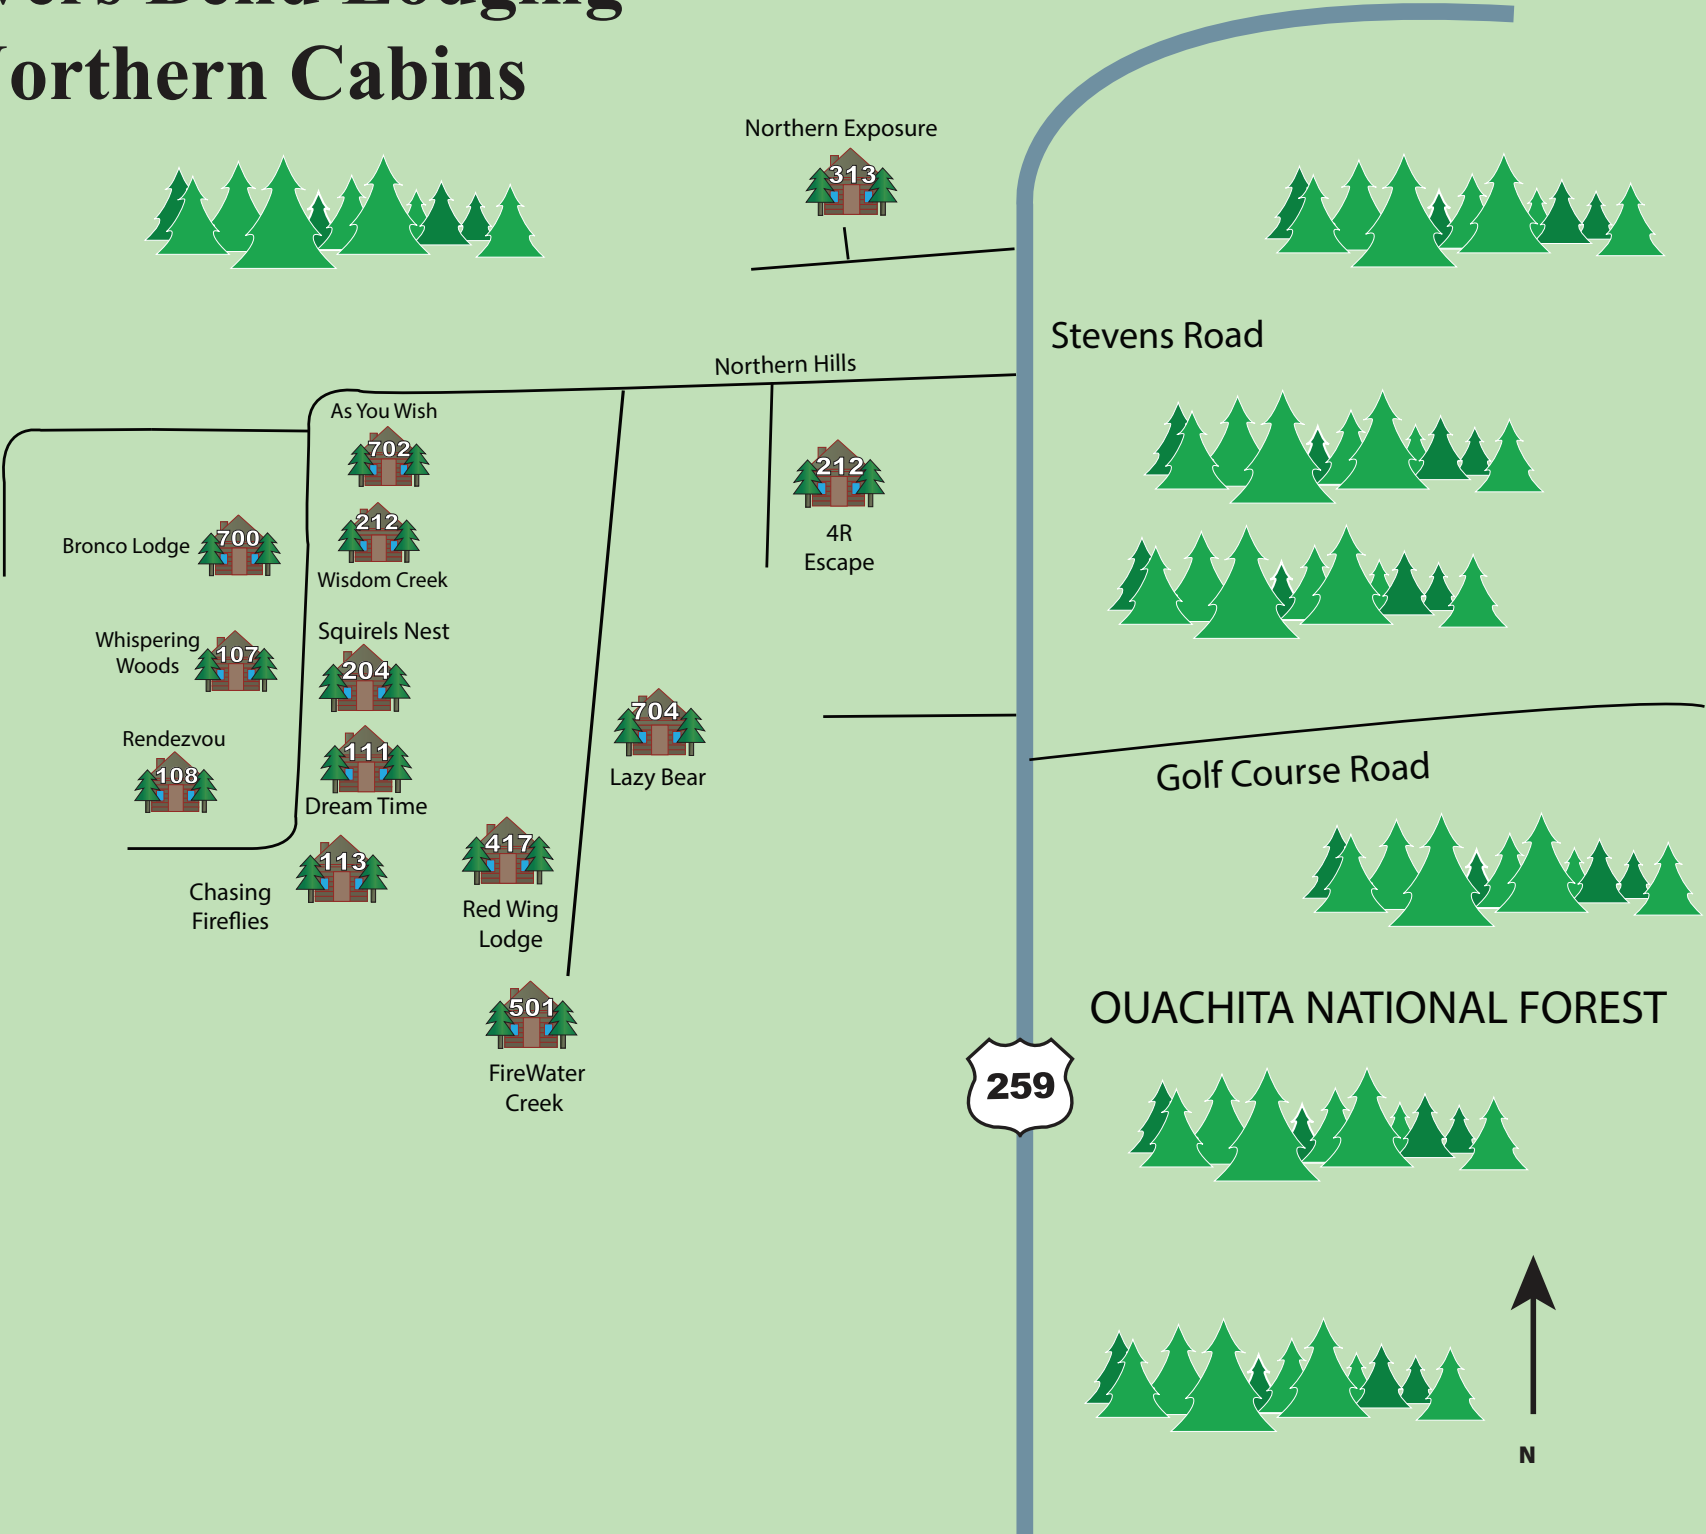 Bend Lodging
Cabins
Northern Exposure
313
Stevens Road
Northern Hills
As You Wish
702
212
4R
Escape
212
Wisdom Creek
Bronco Lodge
700
Squirels Nest
204
Whispering
Woods
107
704
Lazy Bear
Rendezvou
108
111
Dream Time
Golf Course Road
417
Red Wing
Lodge
113
Chasing
Fireflies
501
FireWater
Creek
OUACHITA NATIONAL FOREST
259
N